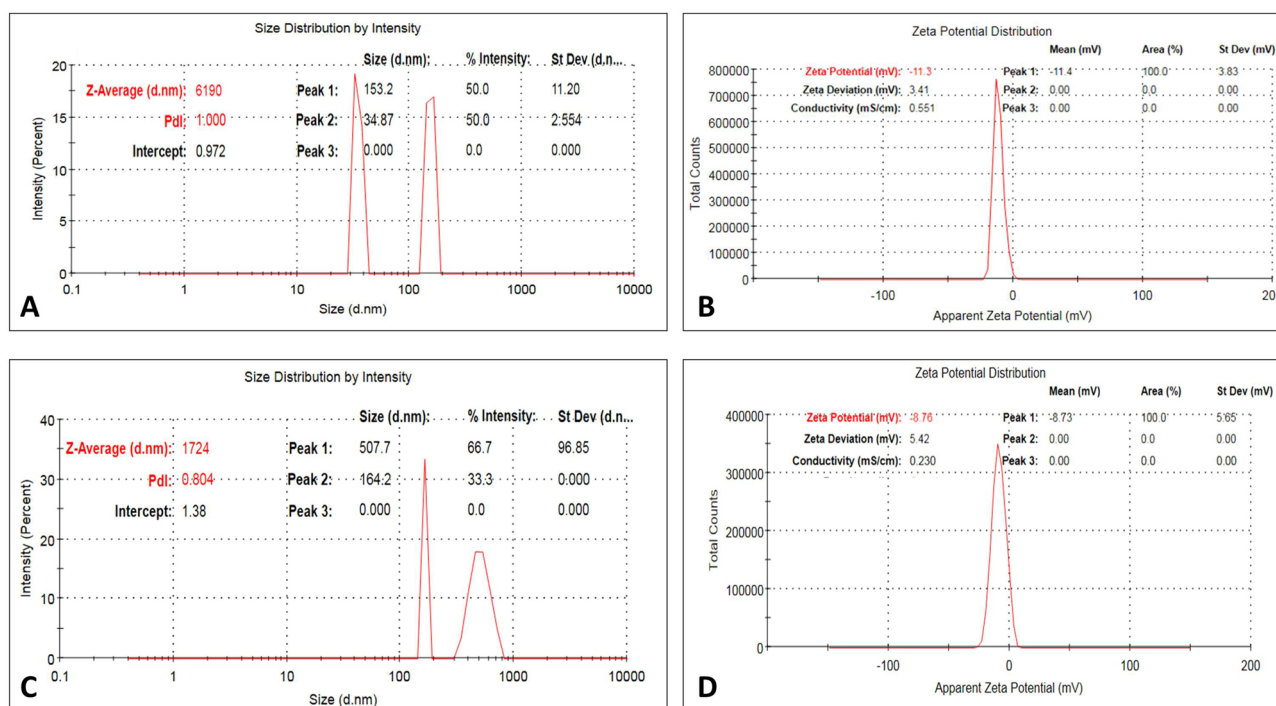 Size Distribution by Intensity
Size (d.nm): % Intensity: St Dev (d.n...
Z-Average (d.nm): 6190 Peak 1: 153.2 50.0 11.20
PdI: 1.000 Peak 2: 34.87 50.0 2.554
Intercept: 0.972 Peak 3: 0.000 0.0 0.000
Intensity (Percent)
20
15
10
5
0
0.1 1 10 100 1000 10000
Size (d.nm)
A
Zeta Potential Distribution
Mean (mV) Area (%) St Dev (mV)
Zeta Potential (mV): -11.3 Peak 1: -11.4 100.0 3.83
Zeta Deviation (mV): 3.41 Peak 2: 0.00 0.0 0.00
Conductivity (mS/cm): 0.551 Peak 3: 0.00 0.0 0.00
Total Counts
800000
700000
600000
500000
400000
300000
200000
100000
0
-100 0 100 20
Apparent Zeta Potential (mV)
B
Size Distribution by Intensity
Size (d.nm): % Intensity: St Dev (d.n...
Z-Average (d.nm): 1724 Peak 1: 507.7 66.7 96.85
PdI: 0.804 Peak 2: 164.2 33.3 0.000
Intercept: 1.38 Peak 3: 0.000 0.0 0.000
Intensity (Percent)
40
30
20
10
0
0.1 1 10 100 1000 10000
Size (d.nm)
C
Zeta Potential Distribution
Mean (mV) Area (%) St Dev (mV)
Zeta Potential (mV): -8.76 Peak 1: -8.73 100.0 5.65
Zeta Deviation (mV): 5.42 Peak 2: 0.00 0.0 0.00
Conductivity (mS/cm): 0.230 Peak 3: 0.00 0.0 0.00
Total Counts
400000
300000
200000
100000
0
-100 0 100 200
Apparent Zeta Potential (mV)
D